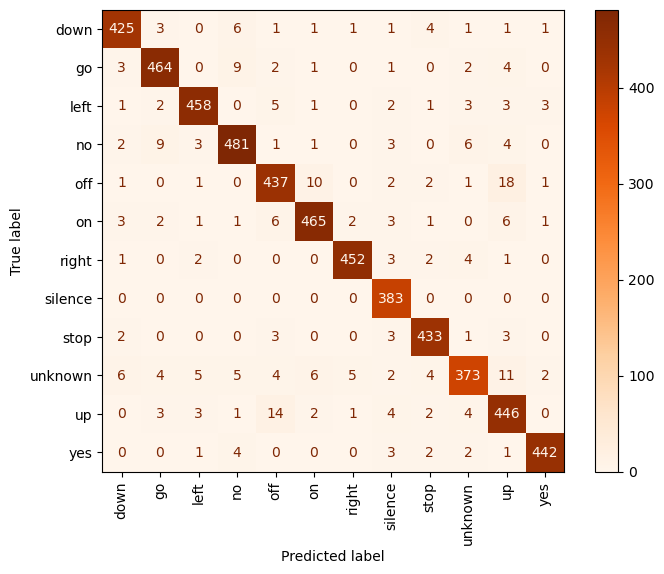 down 425 3 0 6 1 1 1 1 4 1 1 1
go 3 464 0 9 2 1 0 1 0 2 4 0
left 1 2 458 0 5 1 0 2 1 3 3 3
no 2 9 3 481 1 1 0 3 0 6 4 0
off 1 0 1 0 437 10 0 2 2 1 18 1
on 3 2 1 1 6 465 2 3 1 0 6 1
right 1 0 2 0 0 0 452 3 2 4 1 0
silence 0 0 0 0 0 0 0 383 0 0 0 0
stop 2 0 0 0 3 0 0 3 433 1 3 0
unknown 6 4 5 5 4 6 5 2 4 373 11 2
up 0 3 3 1 14 2 1 4 2 4 446 0
yes 0 0 1 4 0 0 0 3 2 2 1 442
down go left no off on right silence stop unknown up yes
Predicted label
True label
400
300
200
100
0